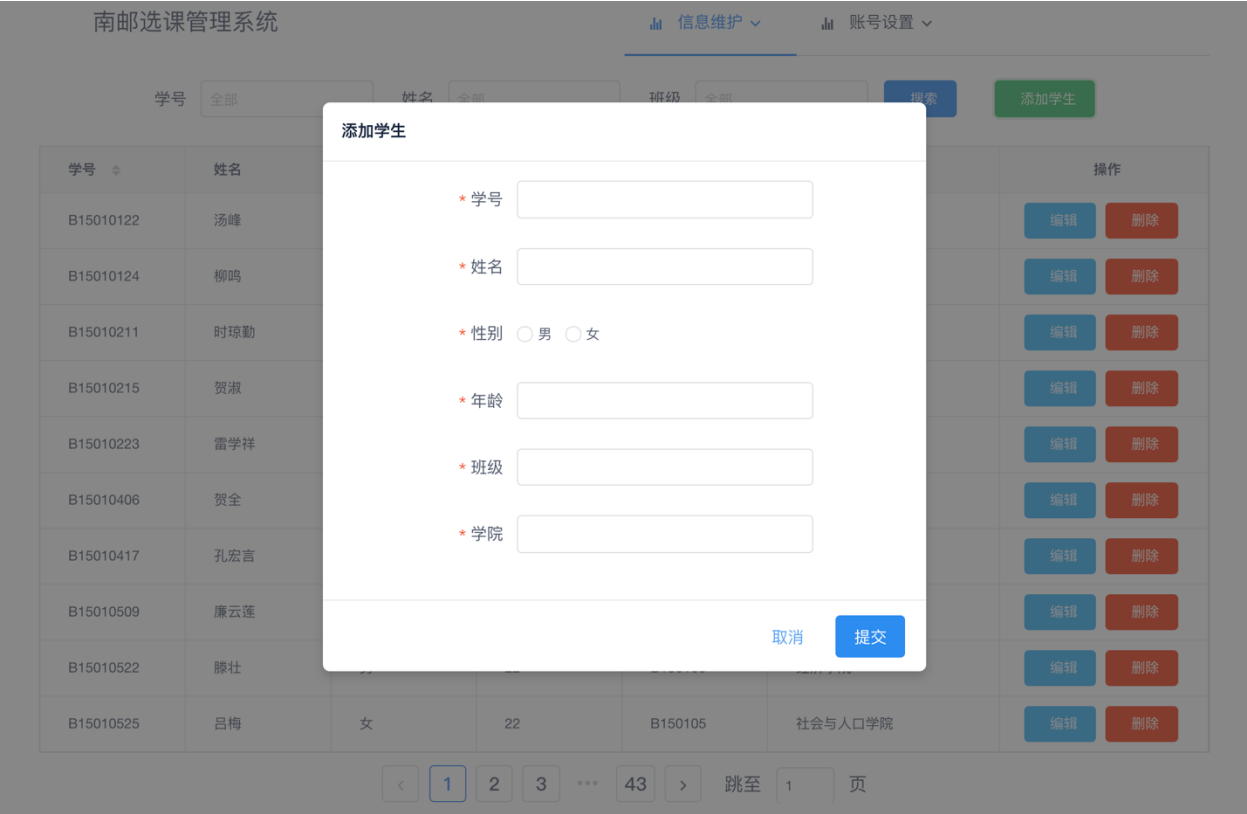 南邮选课管理系统 信息维护 账号设置
学号 全部 姓名 全部 班级 全部 搜索 添加学生
添加学生
学号 姓名 操作
* 学号
B15010122 汤峰 编辑 删除
* 姓名
B15010124 柳鸣 编辑 删除
* 性别 男 女
B15010211 时琼勤 编辑 删除
B15010215 贺淑 编辑 删除
* 年龄
B15010223 雷学祥 编辑 删除
* 班级
B15010406 贺全 编辑 删除
* 学院
B15010417 孔宏言 编辑 删除
B15010509 廉云莲 编辑 删除
取消 提交
B15010522 滕壮 编辑 删除
B15010525 吕梅 女 22 B150105 社会与人口学院 编辑 删除
< 1 2 3 ••• 43 > 跳至 1 页